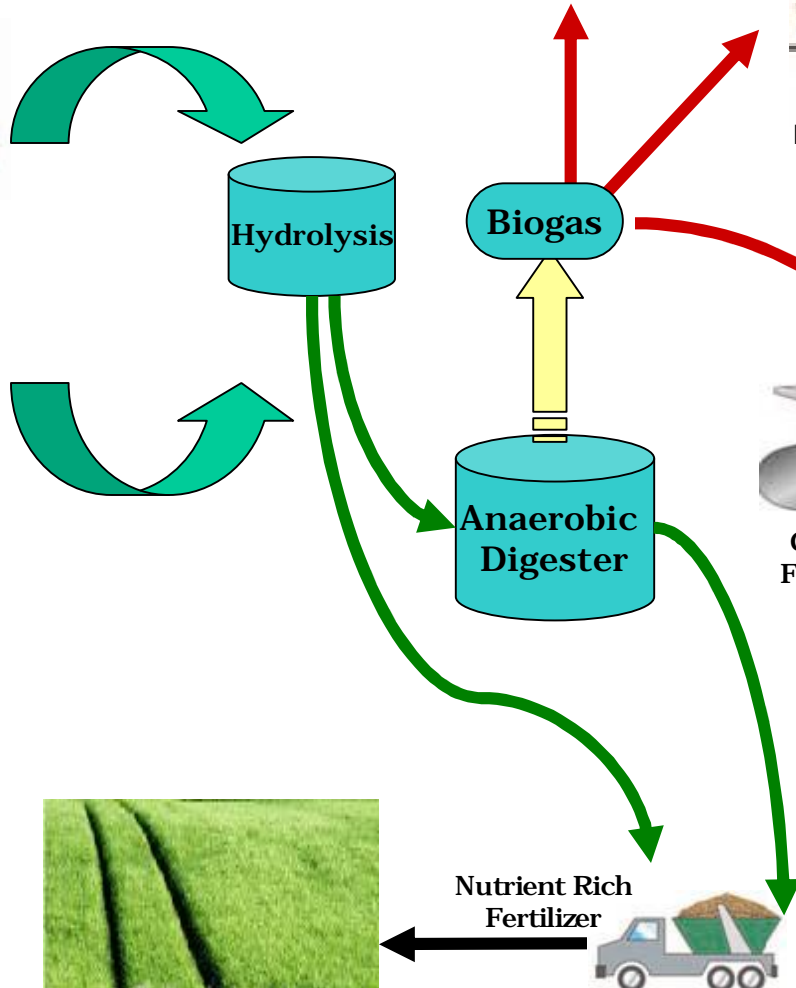 Hydrolysis
Biogas
Anaerobic
Digester
Nutrient Rich
Fertilizer